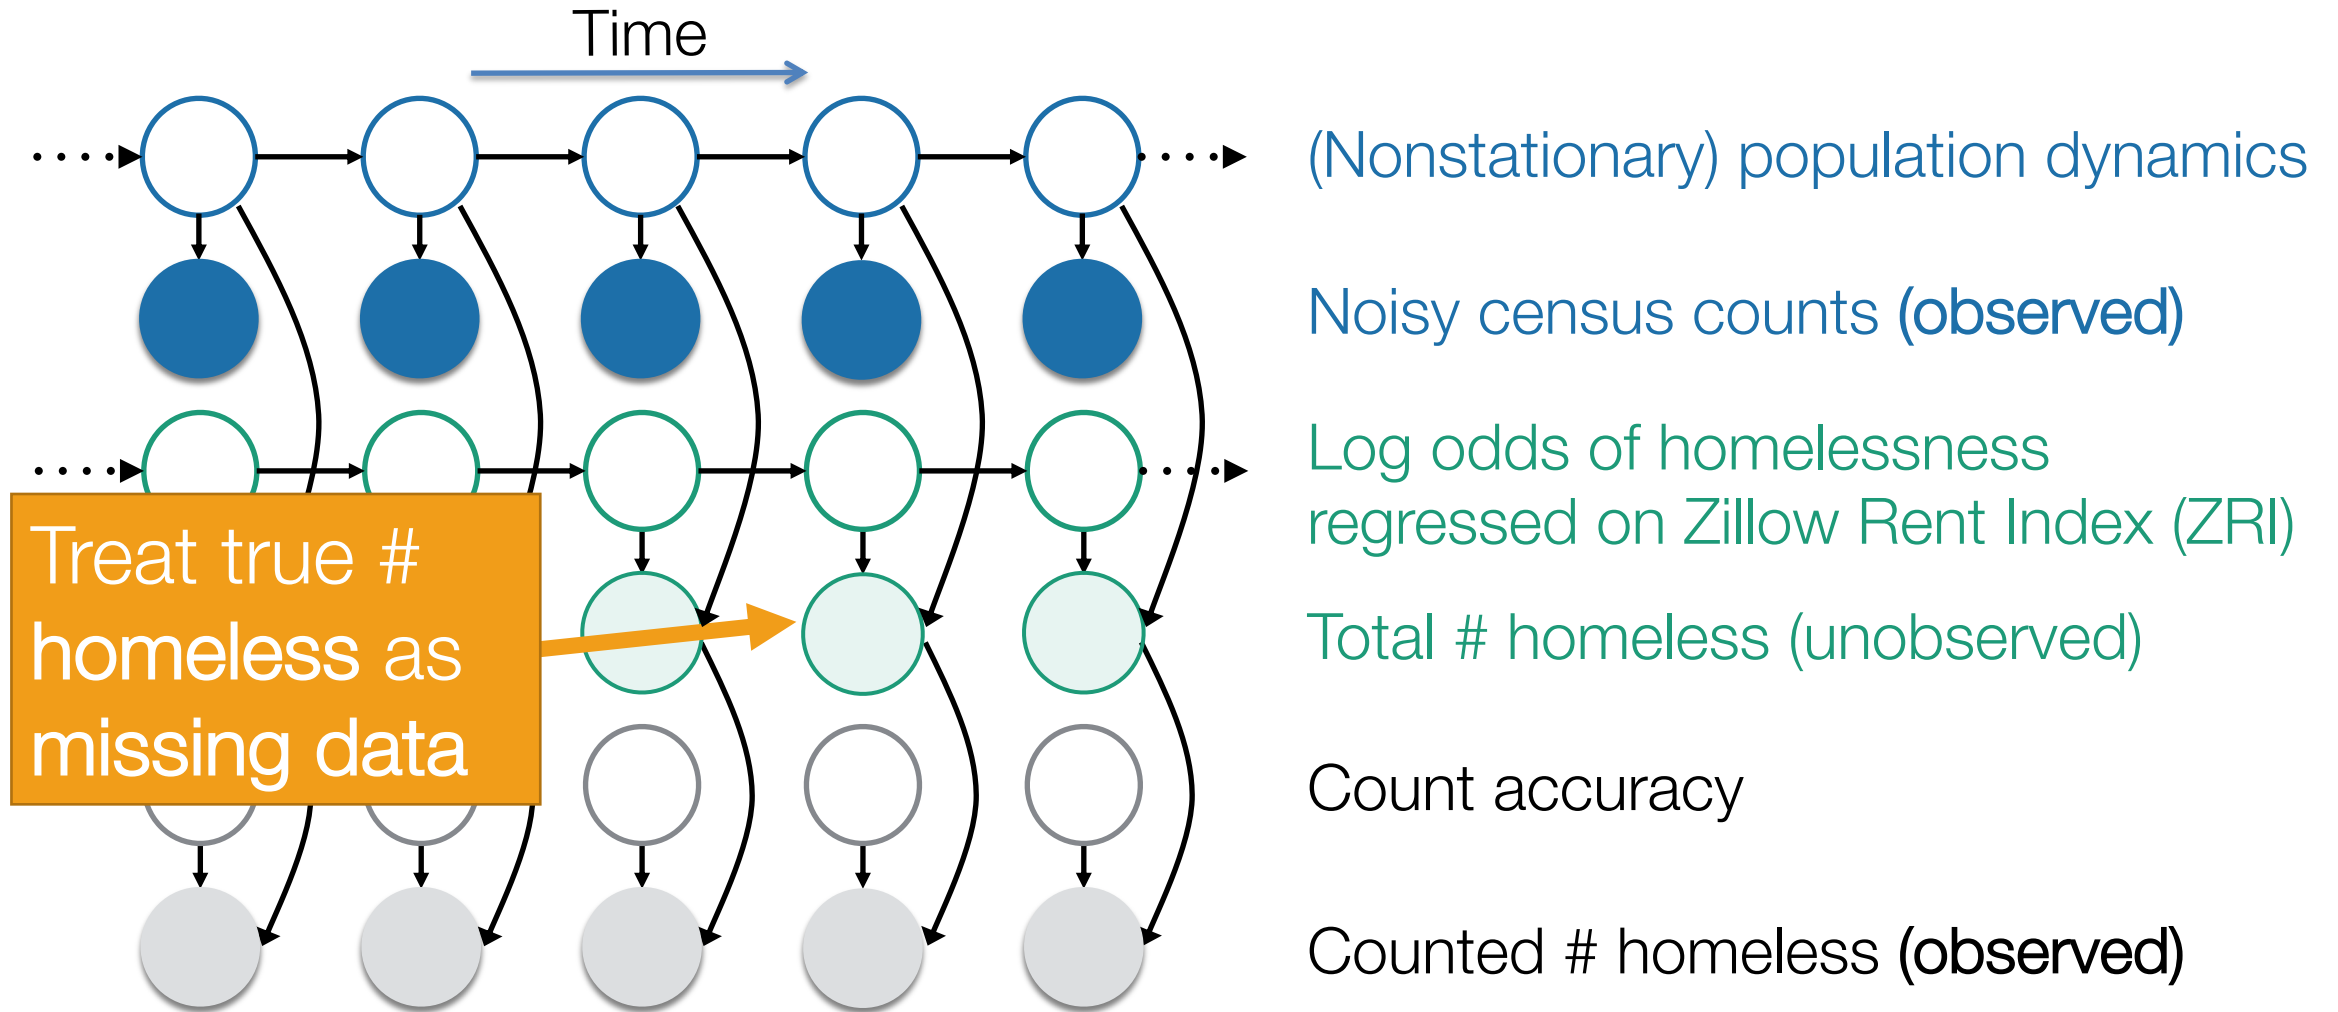 Time
(Nonstationary) population dynamics
Noisy census counts (observed)
Log odds of homelessness
regressed on Zillow Rent Index (ZRI)
Treat true #
homeless as
missing data
Total # homeless (unobserved)
Count accuracy
Counted # homeless (observed)